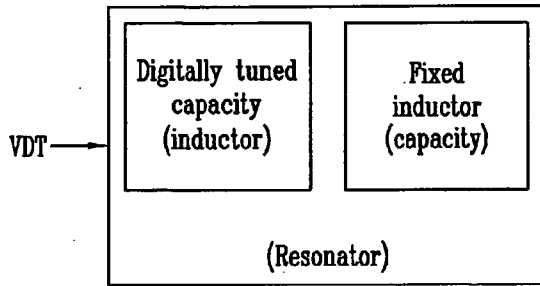 Digitally tuned
capacity
(inductor)
Fixed
inductor
(capacity)
VDT
(Resonator)